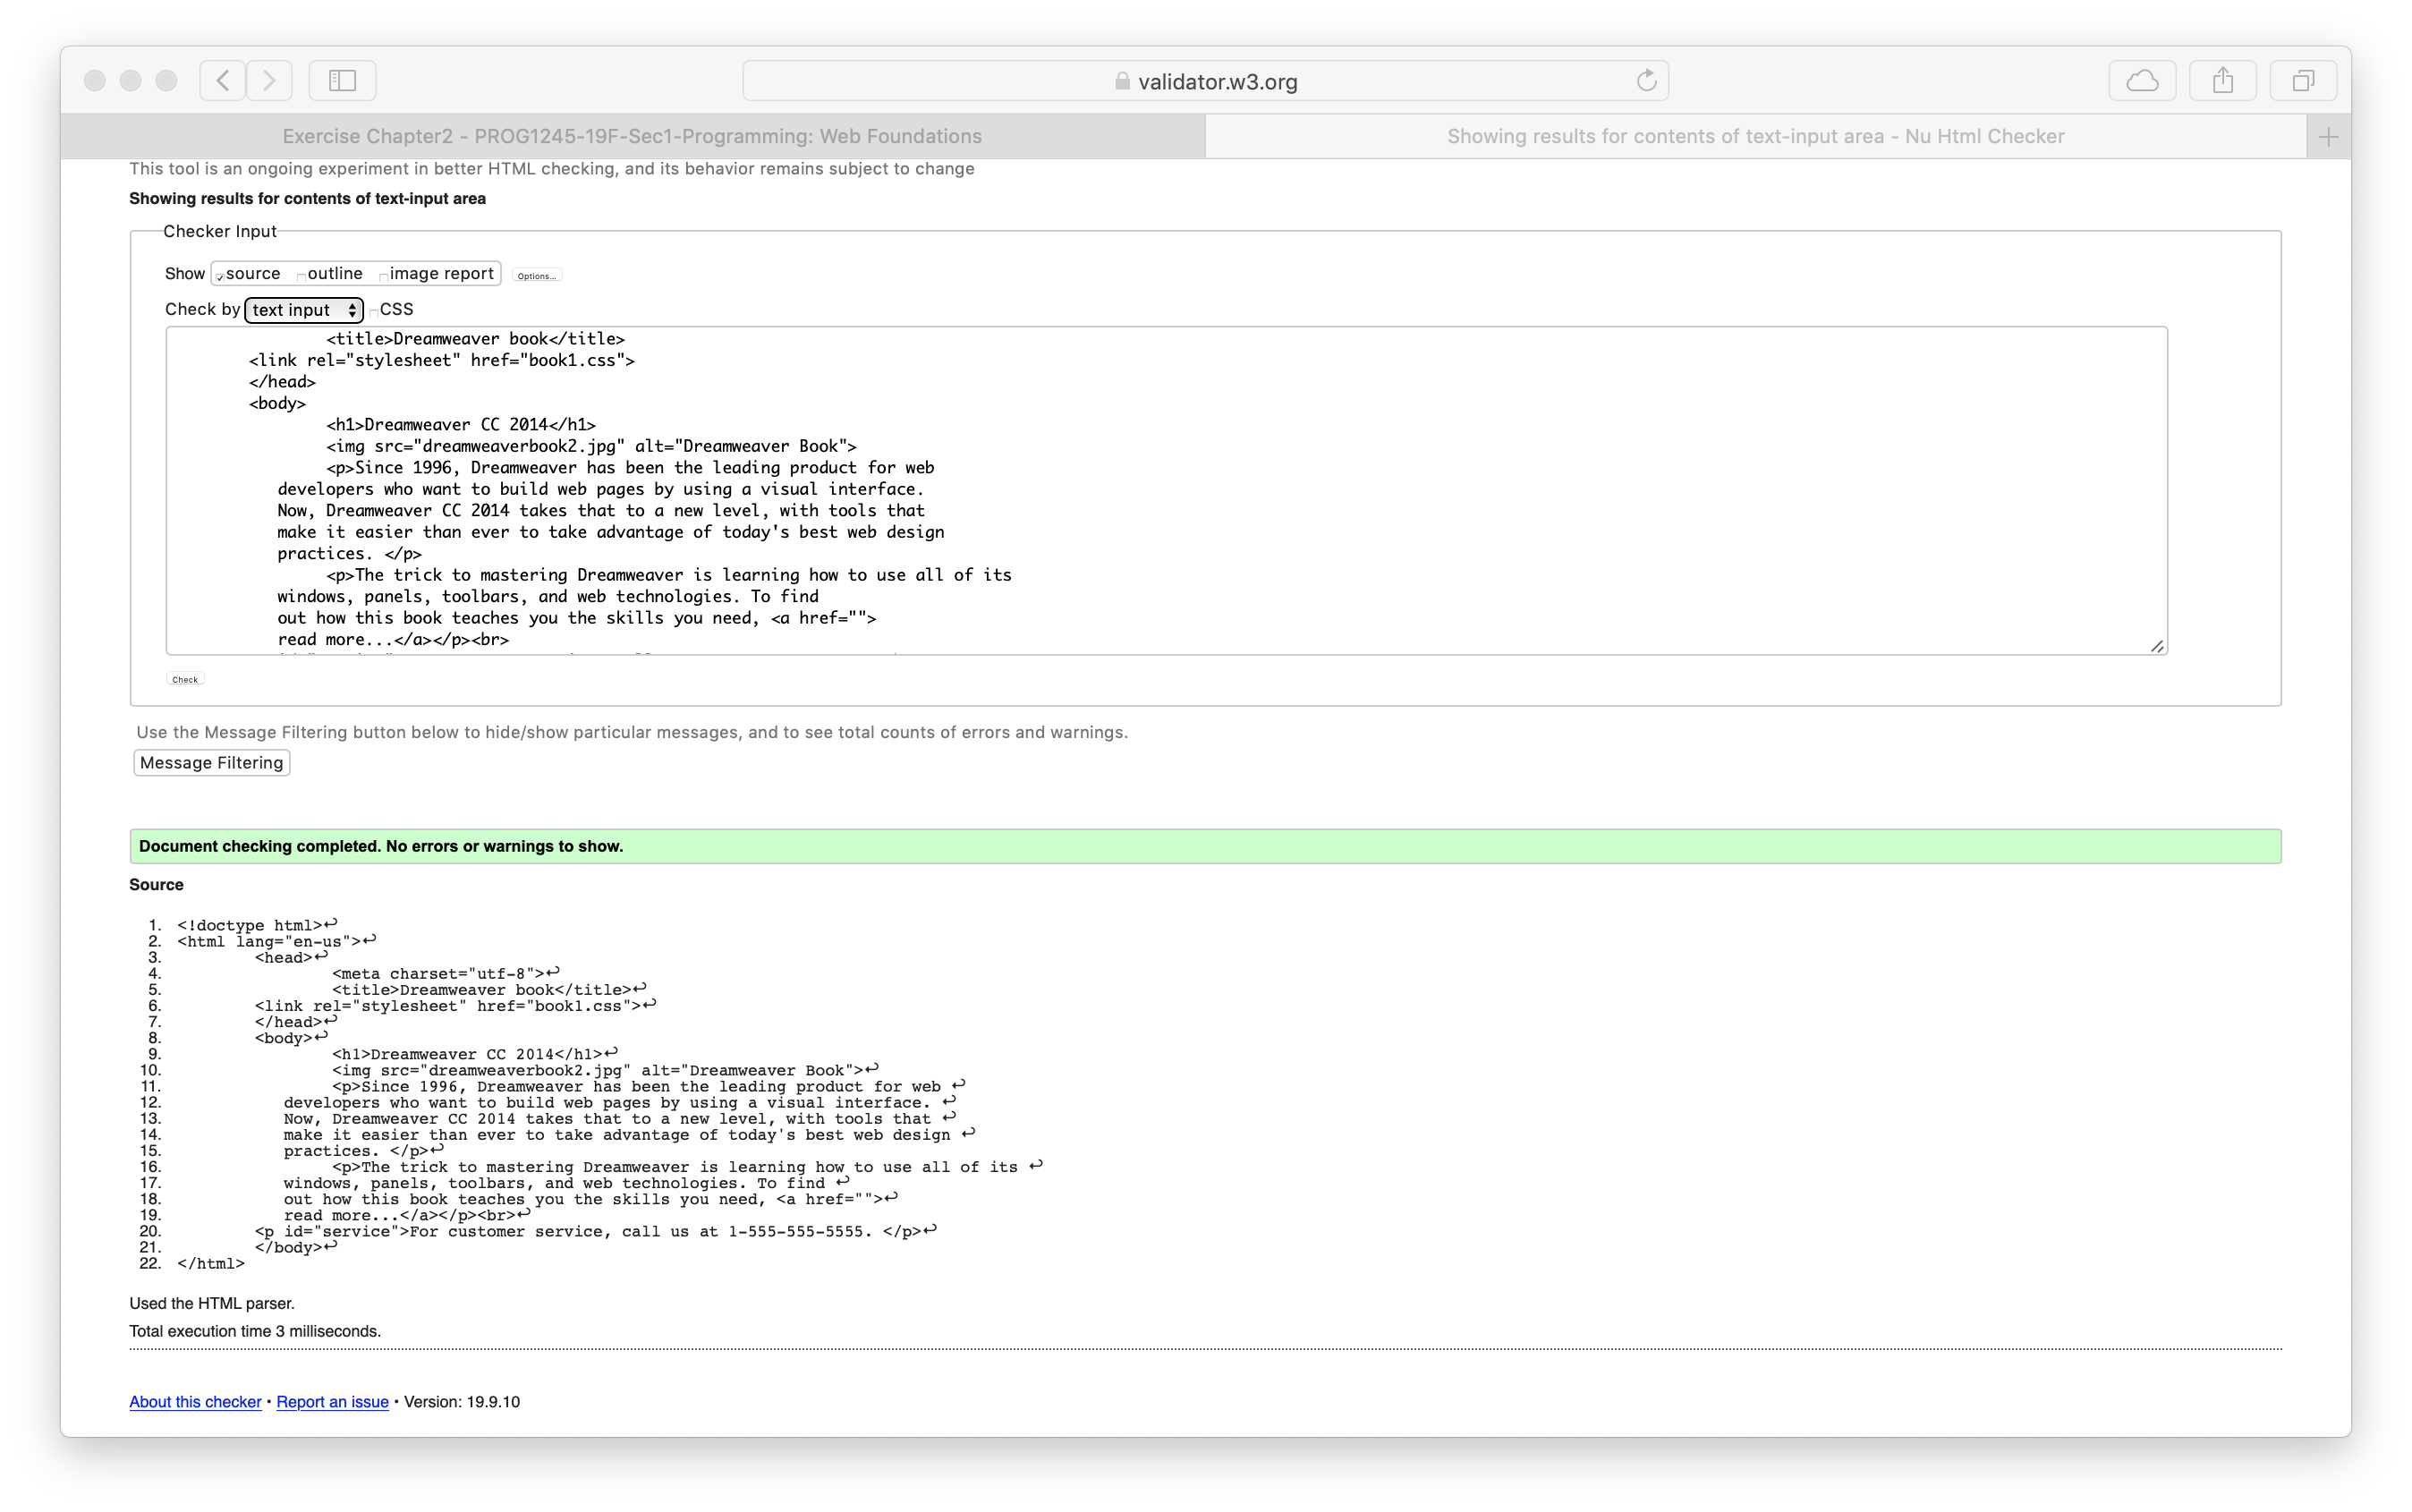 validator.w3.org
Exercise Chapter2 - PROG1245-19F-Sec1-Programming: Web Foundations
Showing results for contents of text-input area - Nu Html Checker
This tool is an ongoing experiment in better HTML checking, and its behavior remains subject to change
Showing results for contents of text-input area
Checker Input
Show source outline image report Options...
Check by text input CSS
<title>Dreamweaver book</title>
<link rel="stylesheet" href="book1.css">
</head>
<body>
<h1>Dreamweaver CC 2014</h1>
<img src="dreamweaverbook2.jpg" alt="Dreamweaver Book">
<p>Since 1996, Dreamweaver has been the leading product for web
developers who want to build web pages by using a visual interface.
Now, Dreamweaver CC 2014 takes that to a new level, with tools that
make it easier than ever to take advantage of today's best web design
practices. </p>
<p>The trick to mastering Dreamweaver is learning how to use all of its
windows, panels, toolbars, and web technologies. To find
out how this book teaches you the skills you need, <a href="">
read more...</a></p><br>
Check
Use the Message Filtering button below to hide/show particular messages, and to see total counts of errors and warnings.
Message Filtering
Document checking completed. No errors or warnings to show.
Source
1. <!doctype html>↩
2. <html lang="en-us">↩
3. <head>↩
4. <meta charset="utf-8">↩
5. <title>Dreamweaver book</title>↩
6. <link rel="stylesheet" href="book1.css">↩
7. </head>↩
8. <body>↩
9. <h1>Dreamweaver CC 2014</h1>↩
10. <img src="dreamweaverbook2.jpg" alt="Dreamweaver Book">↩
11. <p>Since 1996, Dreamweaver has been the leading product for web ↩
12. developers who want to build web pages by using a visual interface. ↩
13. Now, Dreamweaver CC 2014 takes that to a new level, with tools that ↩
14. make it easier than ever to take advantage of today's best web design ↩
15. practices. </p>↩
16. <p>The trick to mastering Dreamweaver is learning how to use all of its ↩
17. windows, panels, toolbars, and web technologies. To find ↩
18. out how this book teaches you the skills you need, <a href="">↩
19. read more...</a></p><br>↩
20. <p id="service">For customer service, call us at 1-555-555-5555. </p>↩
21. </body>↩
22. </html>
Used the HTML parser.
Total execution time 3 milliseconds.
About this checker • Report an issue • Version: 19.9.10